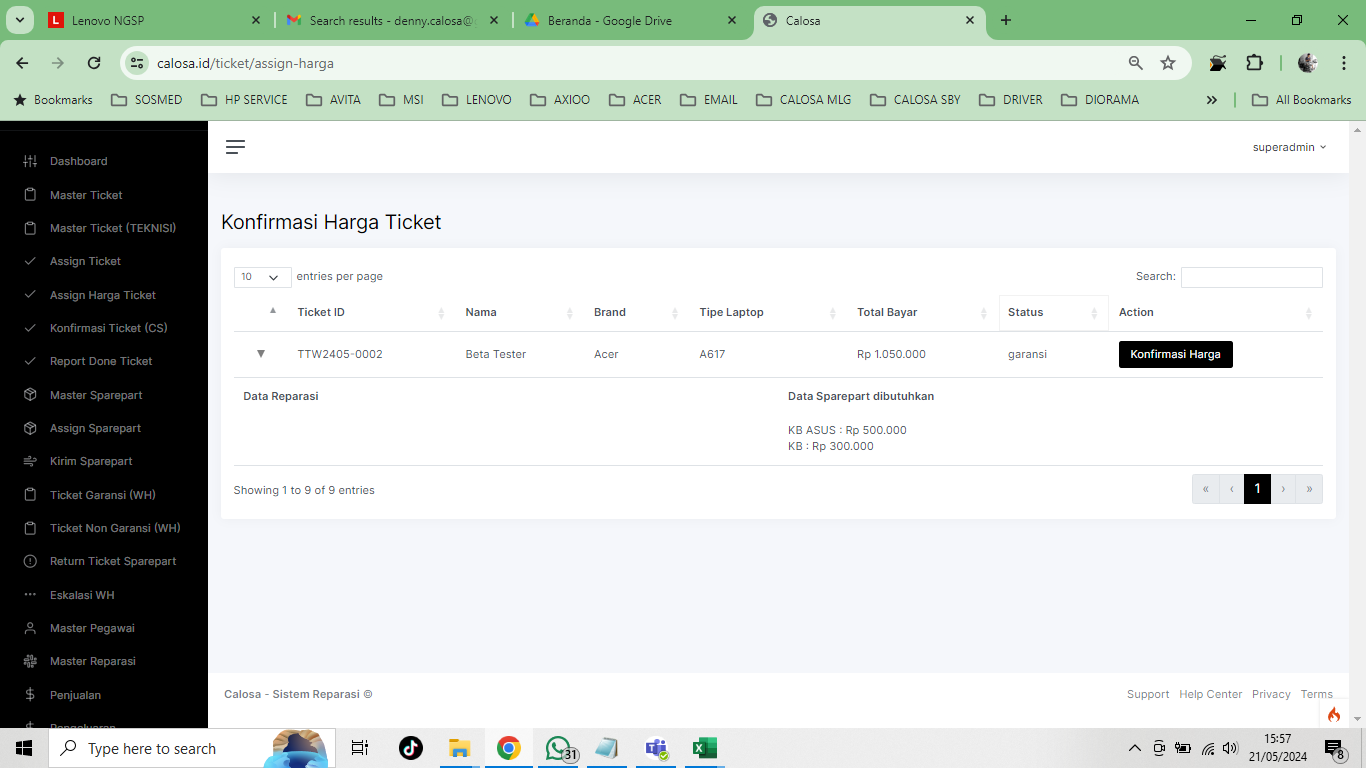 L Lenovo NGSP
Search results - denny.calosa@
Beranda - Google Drive
Calosa
calosa.id/ticket/assign-harga
Bookmarks SOSMED HP SERVICE AVITA MSI LENOVO AXIOO ACER EMAIL CALOSA MLG CALOSA SBY DRIVER DIORAMA » All Bookmarks
superadmin
Dashboard
Master Ticket
Master Ticket (TEKNISI)
Assign Ticket
Assign Harga Ticket
Konfirmasi Ticket (CS)
Report Done Ticket
Master Sparepart
Assign Sparepart
Kirim Sparepart
Ticket Garansi (WH)
Ticket Non Garansi (WH)
Return Ticket Sparepart
Eskalasi WH
Master Pegawai
Master Reparasi
Penjualan
Pengeluaran
Konfirmasi Harga Ticket
10 entries per page
Search:
Ticket ID Nama Brand Tipe Laptop Total Bayar Status Action
TTW2405-0002 Beta Tester Acer A617 Rp 1.050.000 garansi Konfirmasi Harga
Data Reparasi
Data Sparepart dibutuhkan
KB ASUS : Rp 500.000
KB : Rp 300.000
Showing 1 to 9 of 9 entries
« ‹ 1 › »
Calosa - Sistem Reparasi ©
Support Help Center Privacy Terms
Type here to search
31
15:57
21/05/2024
8